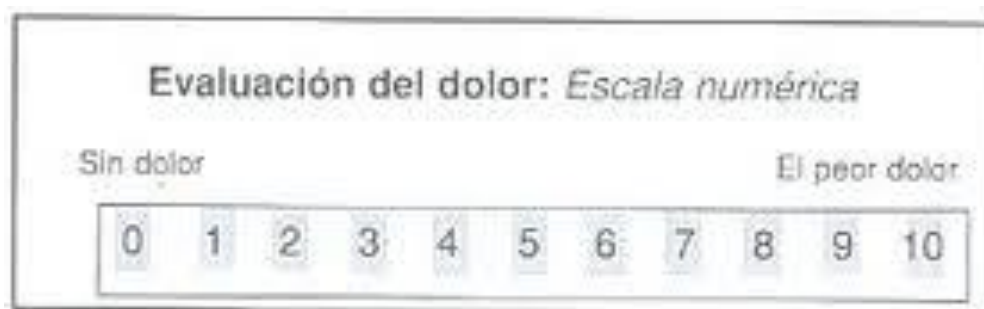 Evaluación del dolor: Escala numérica
Sin dolor El peor dolor
0 1 2 3 4 5 6 7 8 9 10